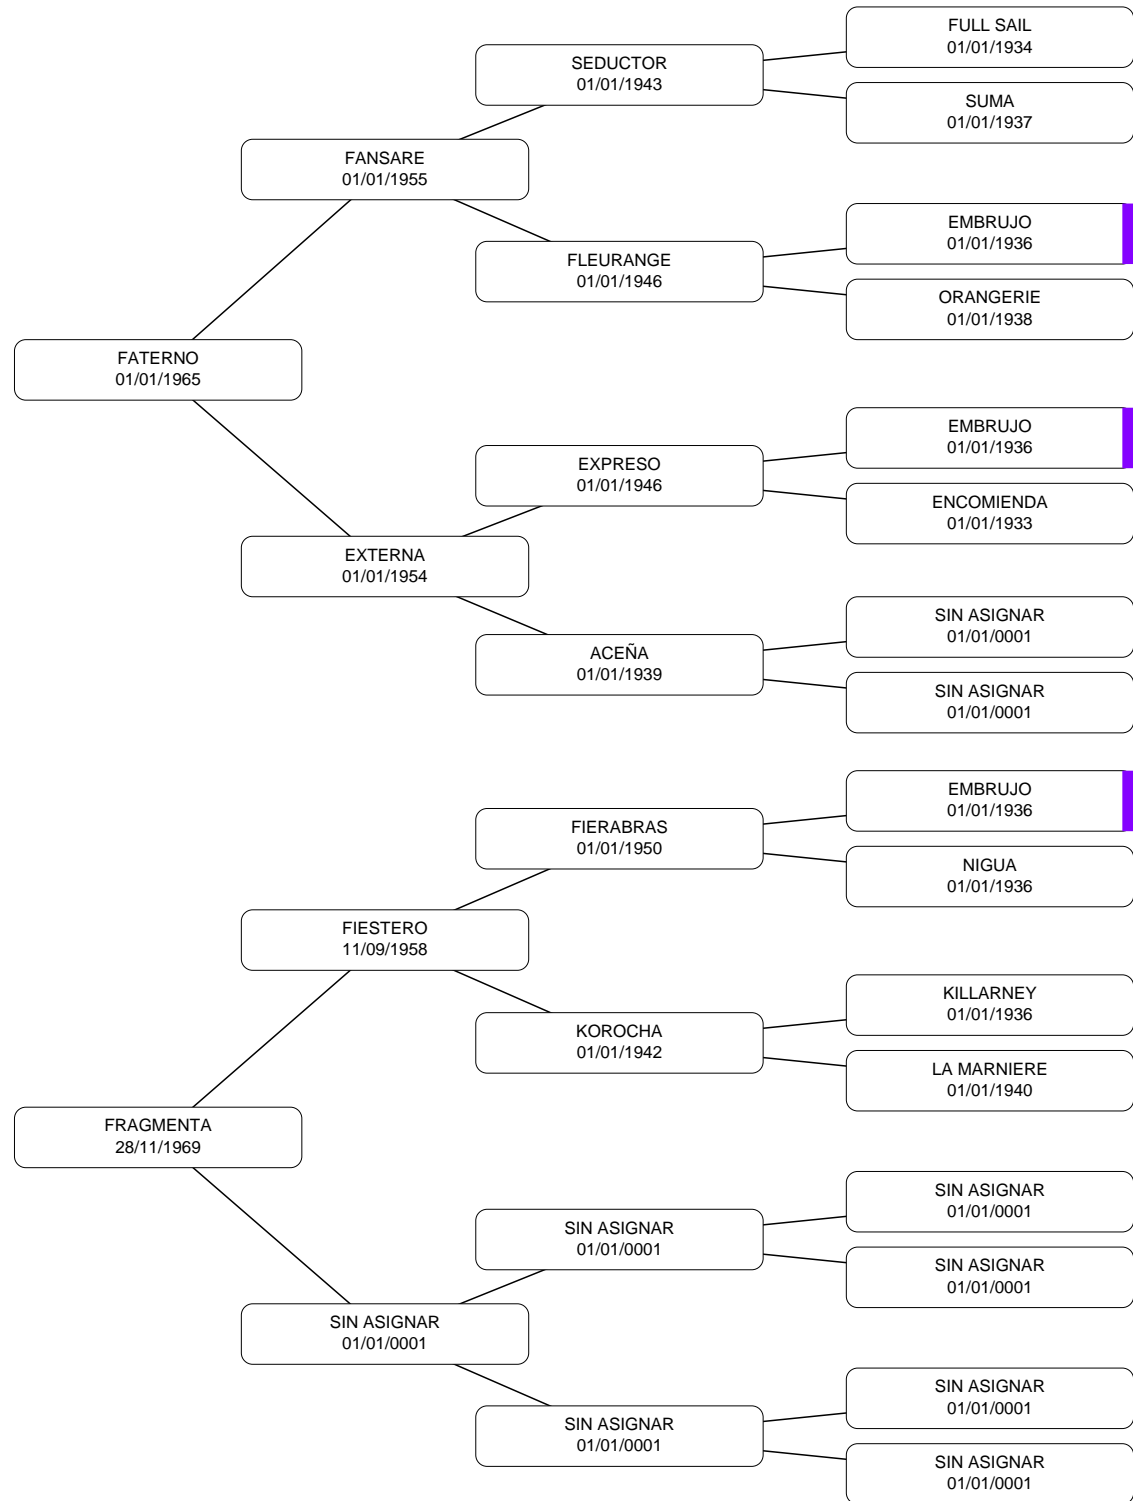 FULL SAIL
01/01/1934
SEDUCTOR
01/01/1943
SUMA
01/01/1937
FANSARE
01/01/1955
EMBRUJO
01/01/1936
FLEURANGE
01/01/1946
ORANGERIE
01/01/1938
FATERNO
01/01/1965
EMBRUJO
01/01/1936
EXPRESO
01/01/1946
ENCOMIENDA
01/01/1933
EXTERNA
01/01/1954
SIN ASIGNAR
01/01/0001
ACEÑA
01/01/1939
SIN ASIGNAR
01/01/0001
EMBRUJO
01/01/1936
FIERABRAS
01/01/1950
NIGUA
01/01/1936
FIESTERO
11/09/1958
KILLARNEY
01/01/1936
KOROCHA
01/01/1942
LA MARNIERE
01/01/1940
FRAGMENTA
28/11/1969
SIN ASIGNAR
01/01/0001
SIN ASIGNAR
01/01/0001
SIN ASIGNAR
01/01/0001
SIN ASIGNAR
01/01/0001
SIN ASIGNAR
01/01/0001
SIN ASIGNAR
01/01/0001
SIN ASIGNAR
01/01/0001